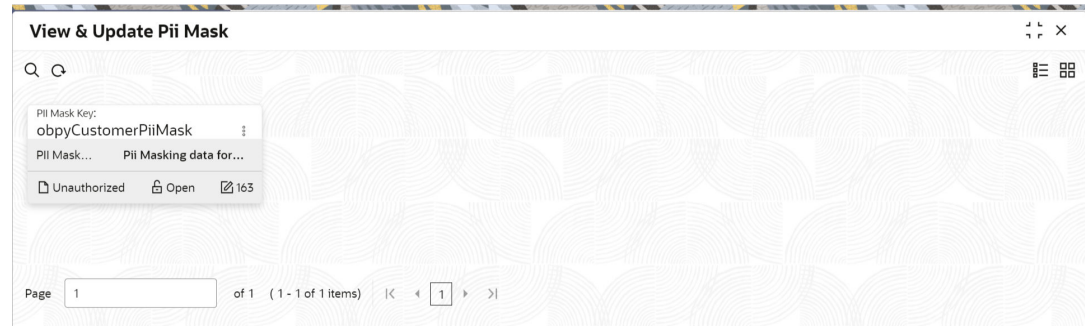 View & Update Pii Mask
PII Mask Key:
obpyCustomerPiiMask
PII Mask... Pii Masking data for...
Unauthorized Open 163
Page 1 of 1 ( 1 - 1 of 1 items) 1